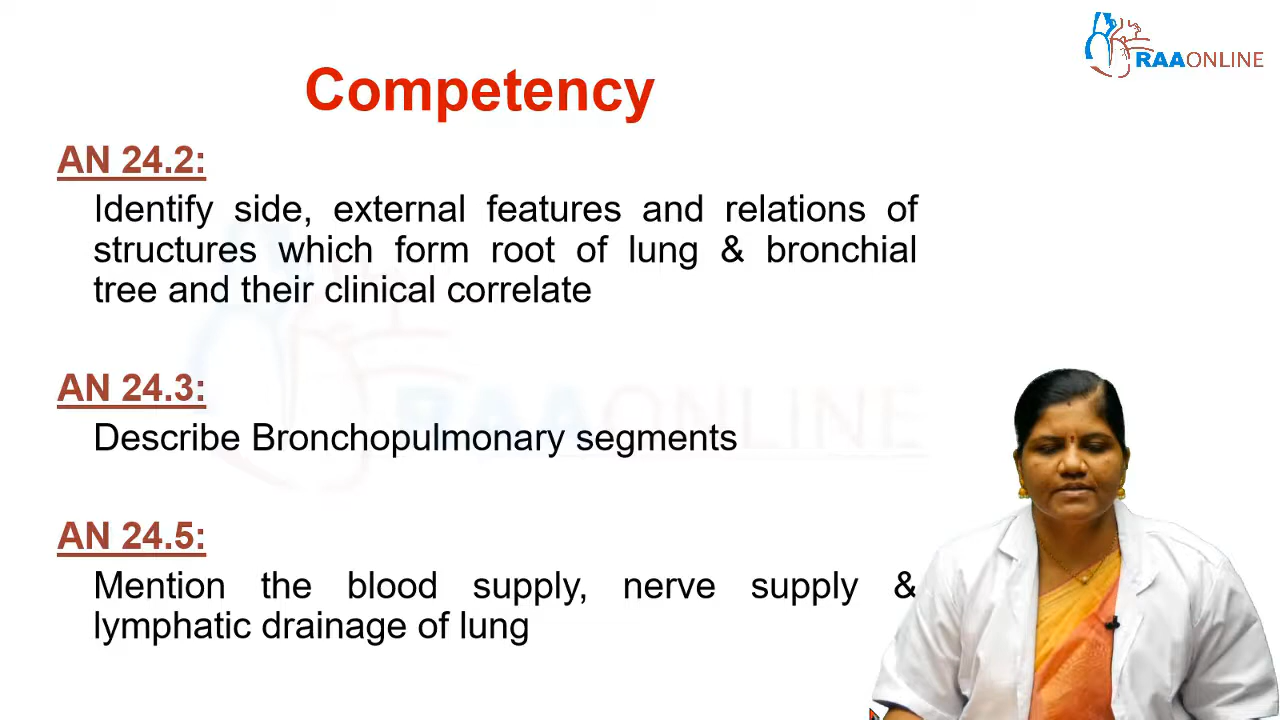 RAAONLINE
Competency
AN 24.2:
Identify side, external features and relations of
structures which form root of lung & bronchial
tree and their clinical correlate
AN 24.3:
Describe Bronchopulmonary segments
AN 24.5:
Mention the blood supply, nerve supply &
lymphatic drainage of lung
RAAONLINE